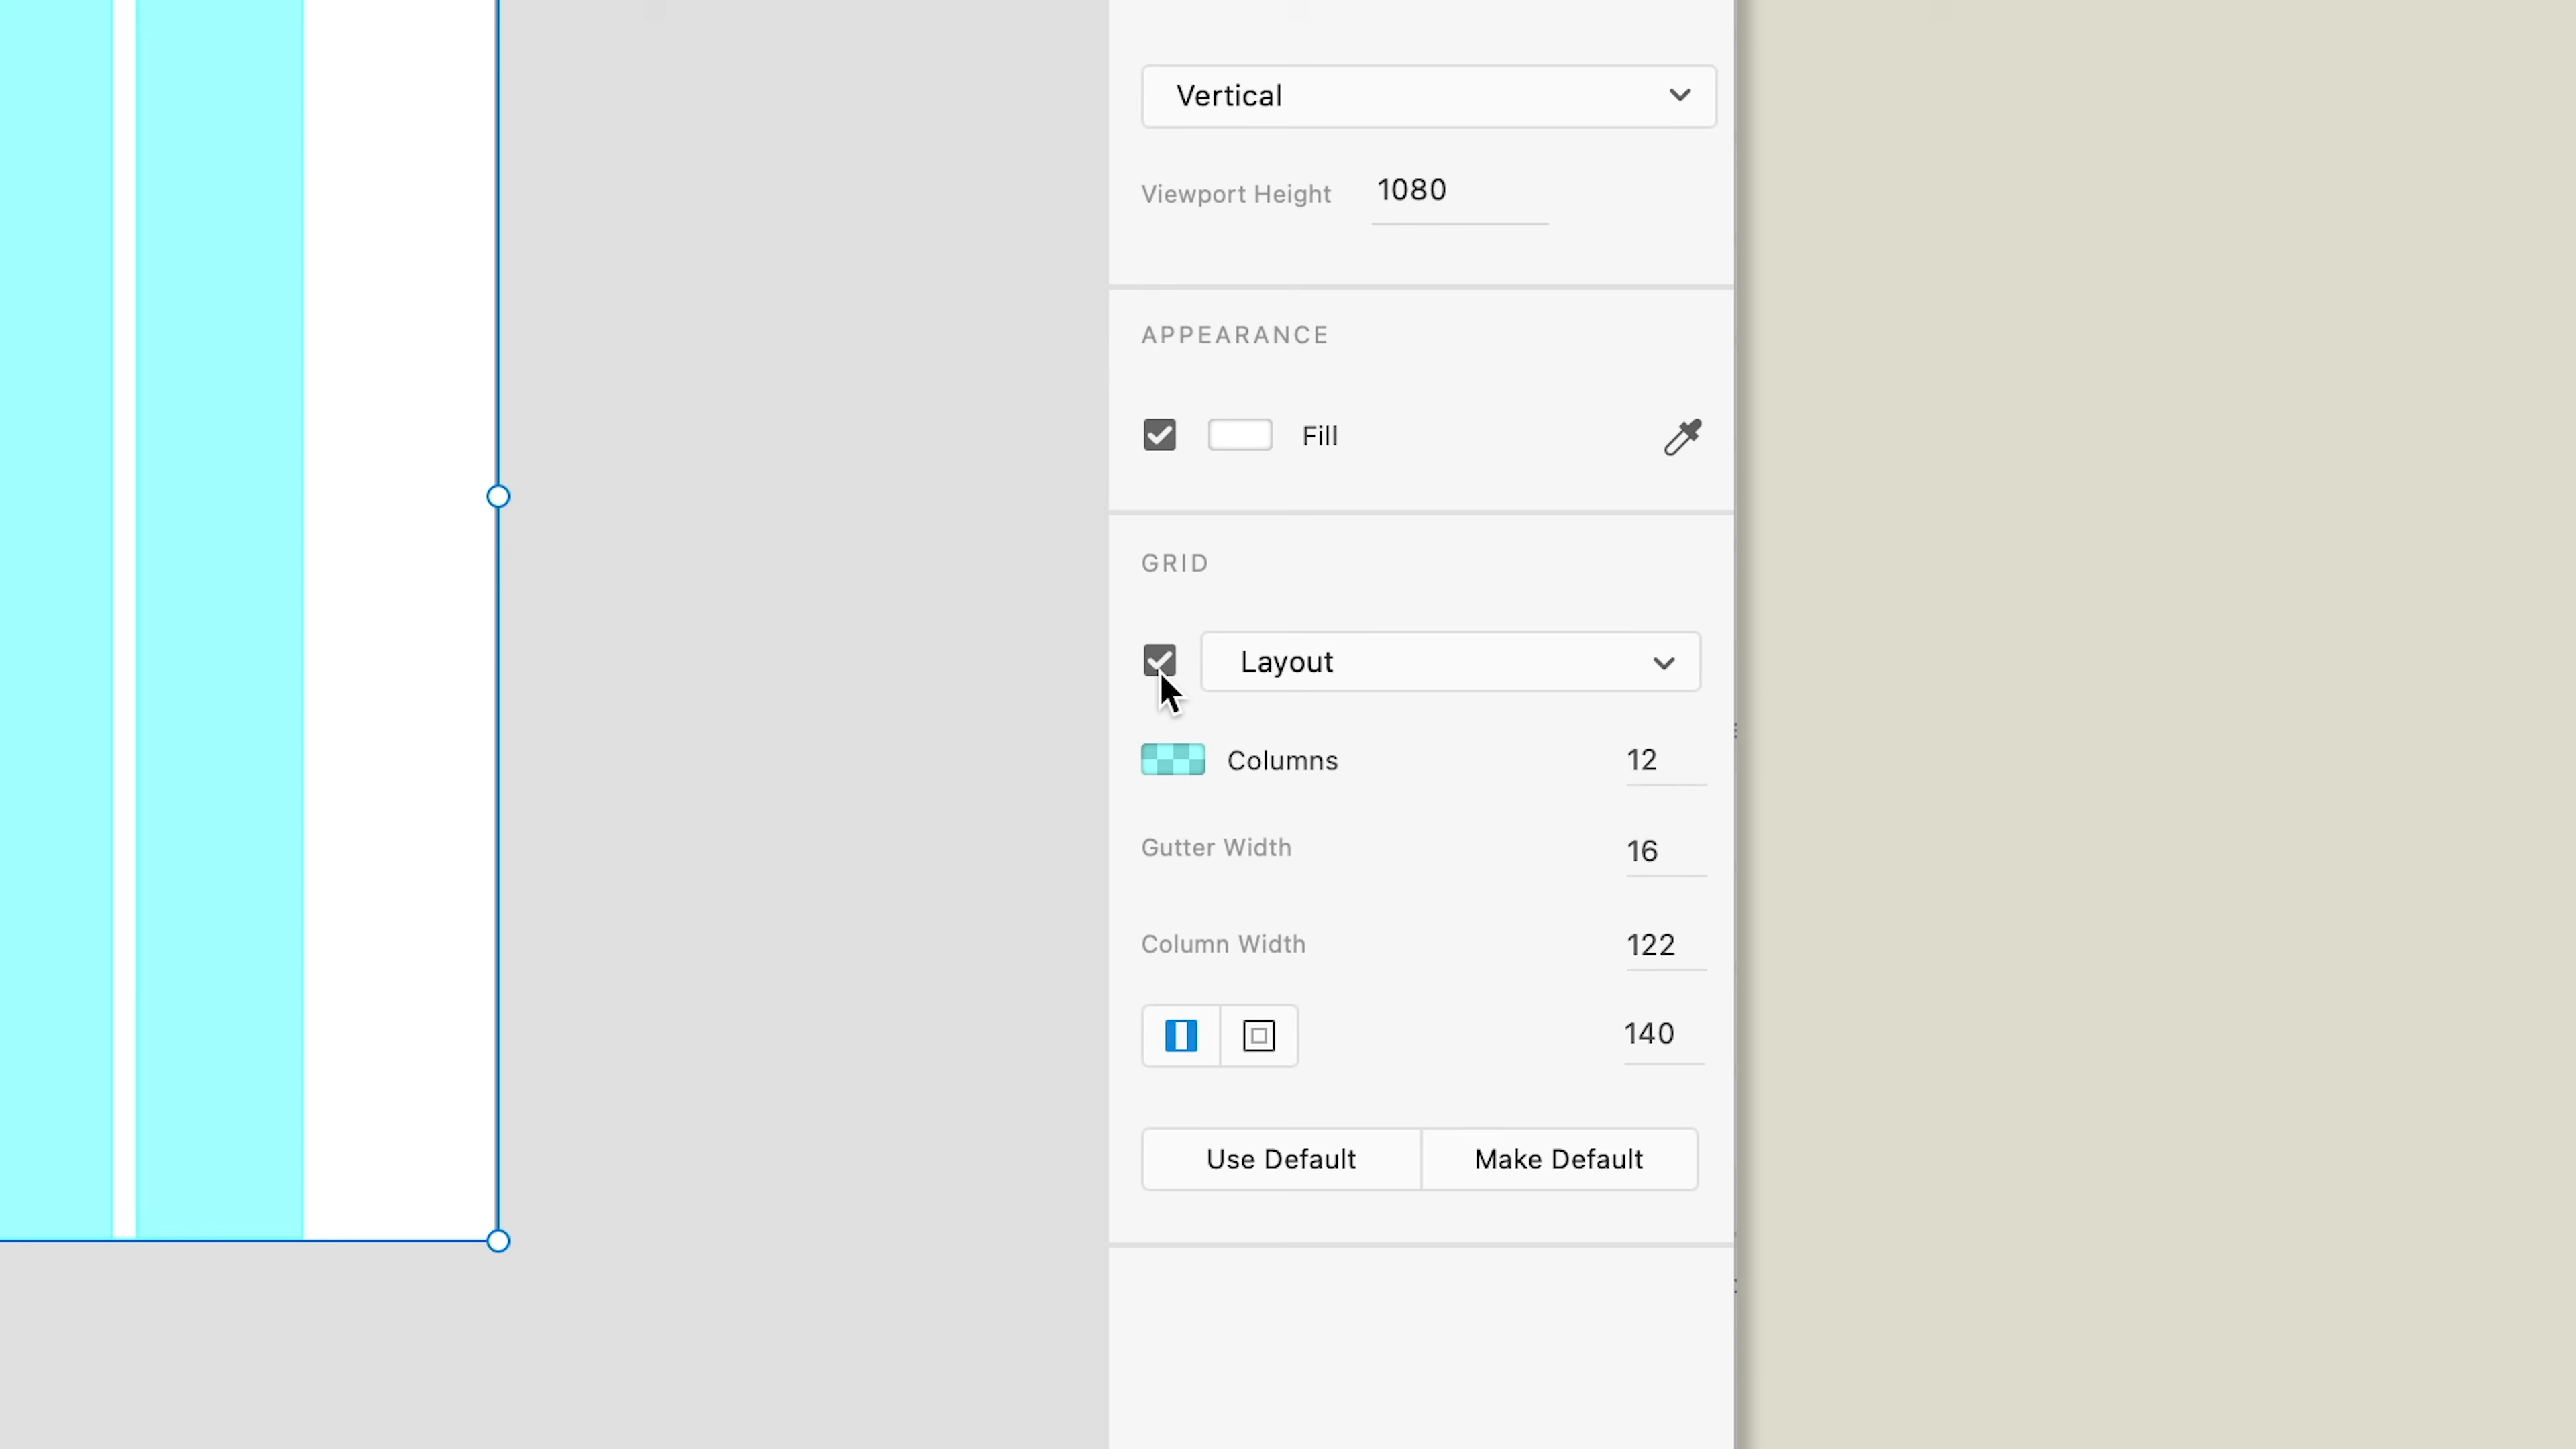 Vertical
Viewport Height 1080
APPEARANCE
Fill
GRID
Layout
Columns 12
Gutter Width 16
Column Width 122
140
Use Default Make Default